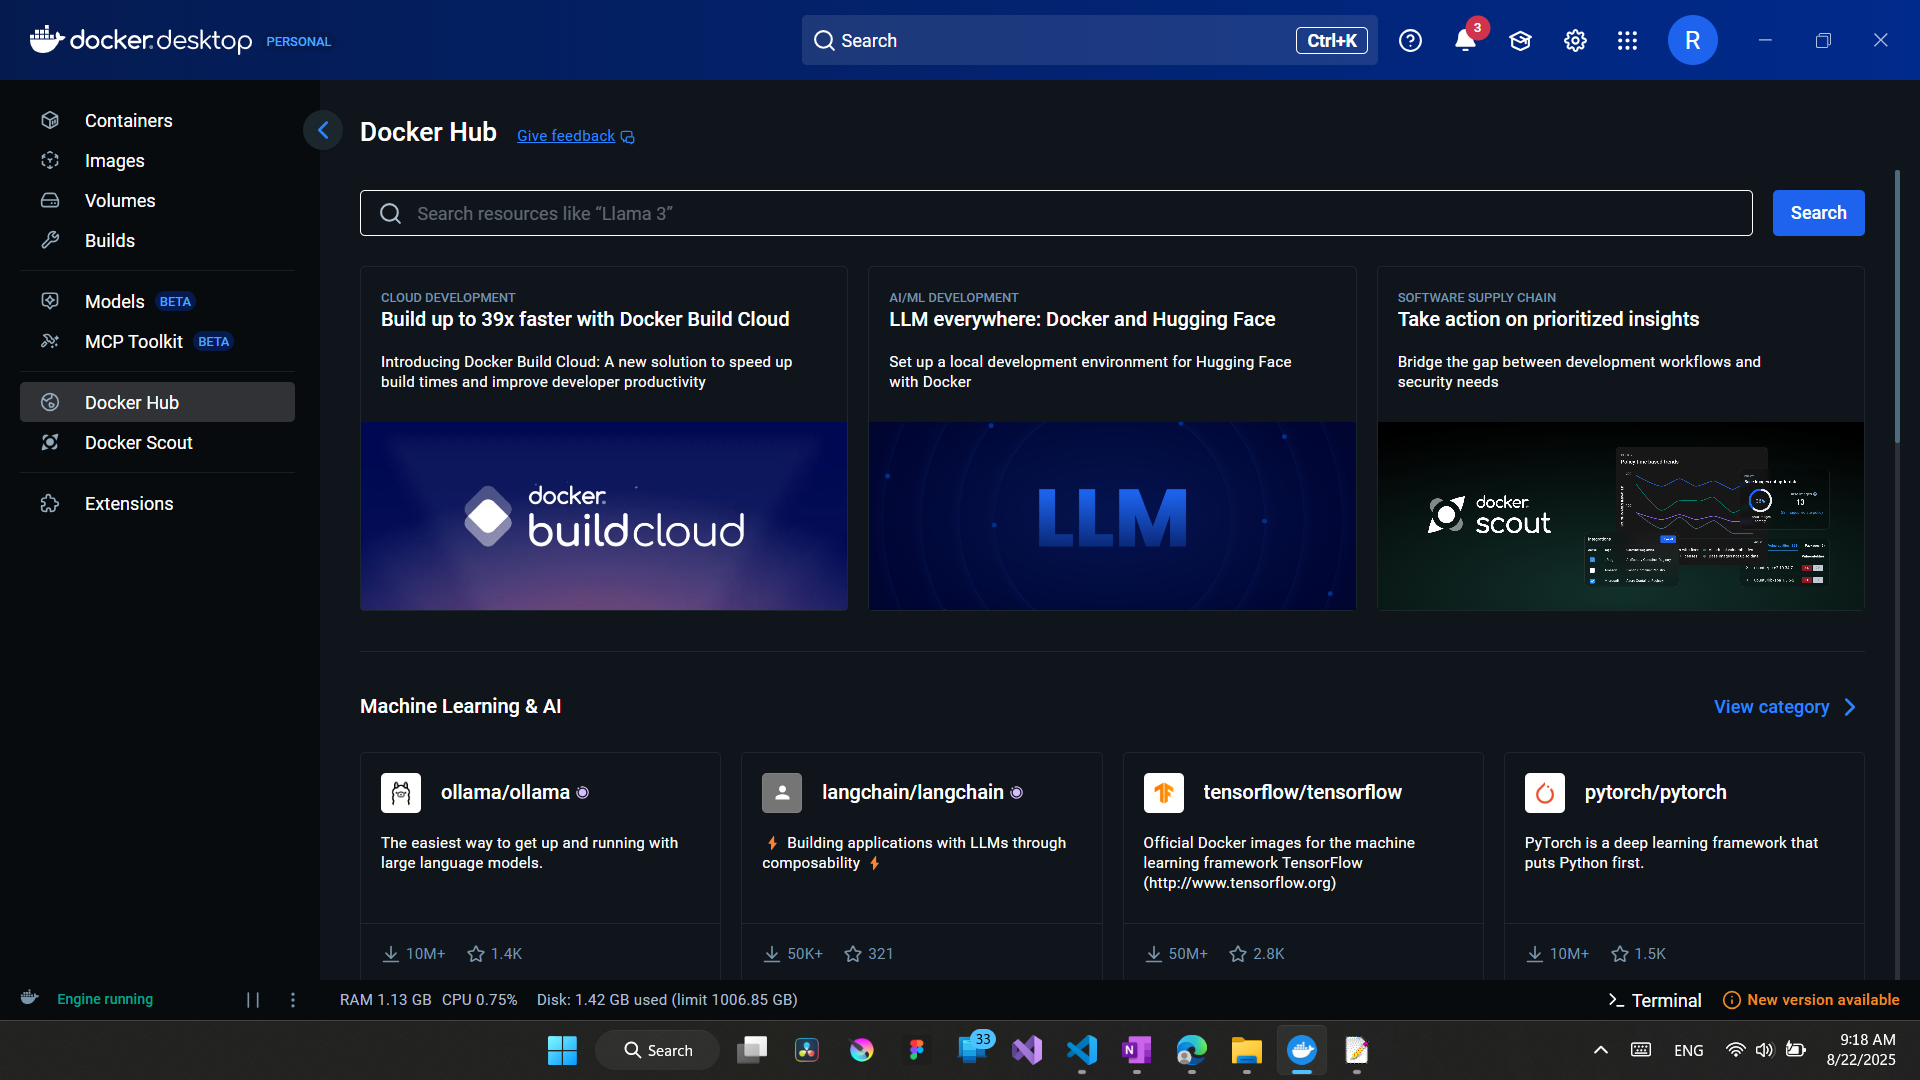 docker.desktop PERSONAL
Search Ctrl+K
3
R
Containers
Images
Volumes
Builds
Models BETA
MCP Toolkit BETA
Docker Hub
Docker Scout
Extensions
Docker Hub Give feedback
Search resources like “Llama 3”
Search
CLOUD DEVELOPMENT
Build up to 39x faster with Docker Build Cloud
Introducing Docker Build Cloud: A new solution to speed up
build times and improve developer productivity
docker.
buildcloud
AI/ML DEVELOPMENT
LLM everywhere: Docker and Hugging Face
Set up a local development environment for Hugging Face
with Docker
LLM
SOFTWARE SUPPLY CHAIN
Take action on prioritized insights
Bridge the gap between development workflows and
security needs
docker.
scout
Policy time based trends
13
Integrations
Machine Learning & AI
View category
ollama/ollama
The easiest way to get up and running with
large language models.
10M+ 1.4K
langchain/langchain
⚡ Building applications with LLMs through
composability ⚡
50K+ 321
tensorflow/tensorflow
Official Docker images for the machine
learning framework TensorFlow
(http://www.tensorflow.org)
50M+ 2.8K
pytorch/pytorch
PyTorch is a deep learning framework that
puts Python first.
10M+ 1.5K
Engine running
RAM 1.13 GB CPU 0.75% Disk: 1.42 GB used (limit 1006.85 GB)
Terminal
New version available
Search
33
ENG
9:18 AM
8/22/2025